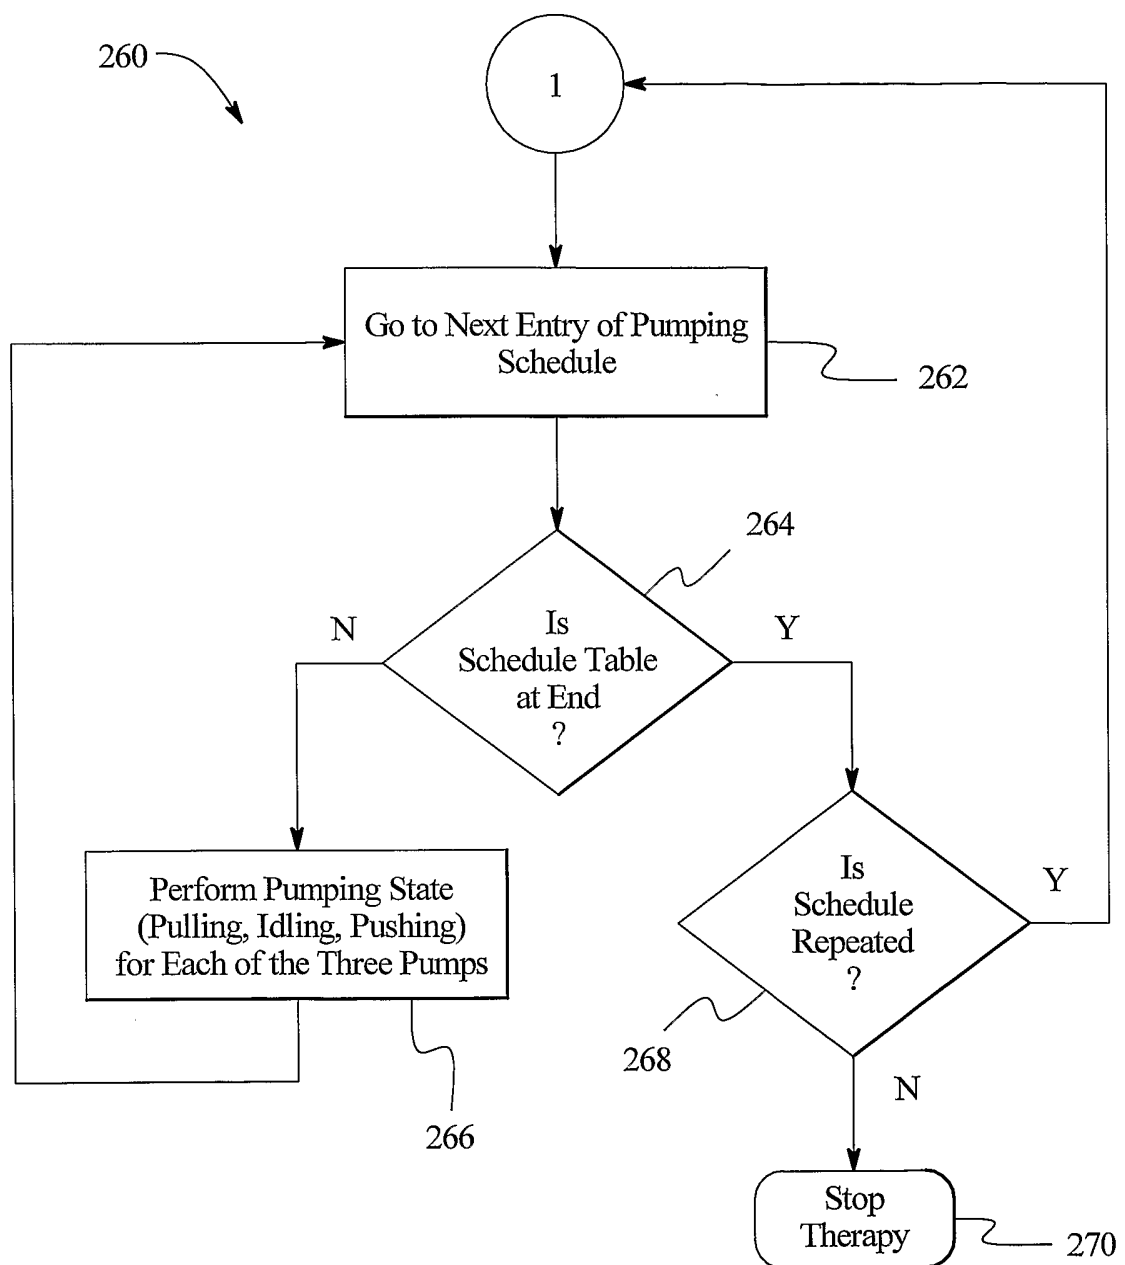 260
1
Go to Next Entry of Pumping
Schedule
262
264
N
Is
Schedule Table
at End
?
Y
Perform Pumping State
(Pulling, Idling, Pushing)
for Each of the Three Pumps
266
Is
Schedule
Repeated
?
Y
268
N
Stop
Therapy
270